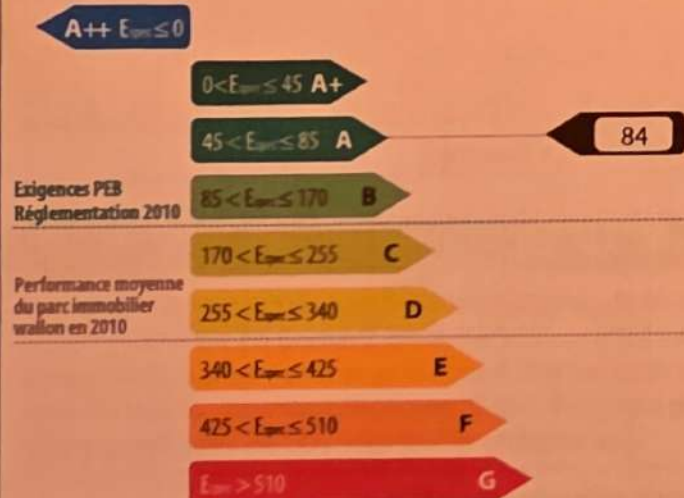 A++ Espec ≤ 0
0 < Espec ≤ 45 A+
45 < Espec ≤ 85 A
84
Exigences PEB
Réglementation 2010
85 < Espec ≤ 170 B
170 < Espec ≤ 255 C
Performance moyenne
du parc immobilier
wallon en 2010
255 < Espec ≤ 340 D
340 < Espec ≤ 425 E
425 < Espec ≤ 510 F
Espec > 510 G